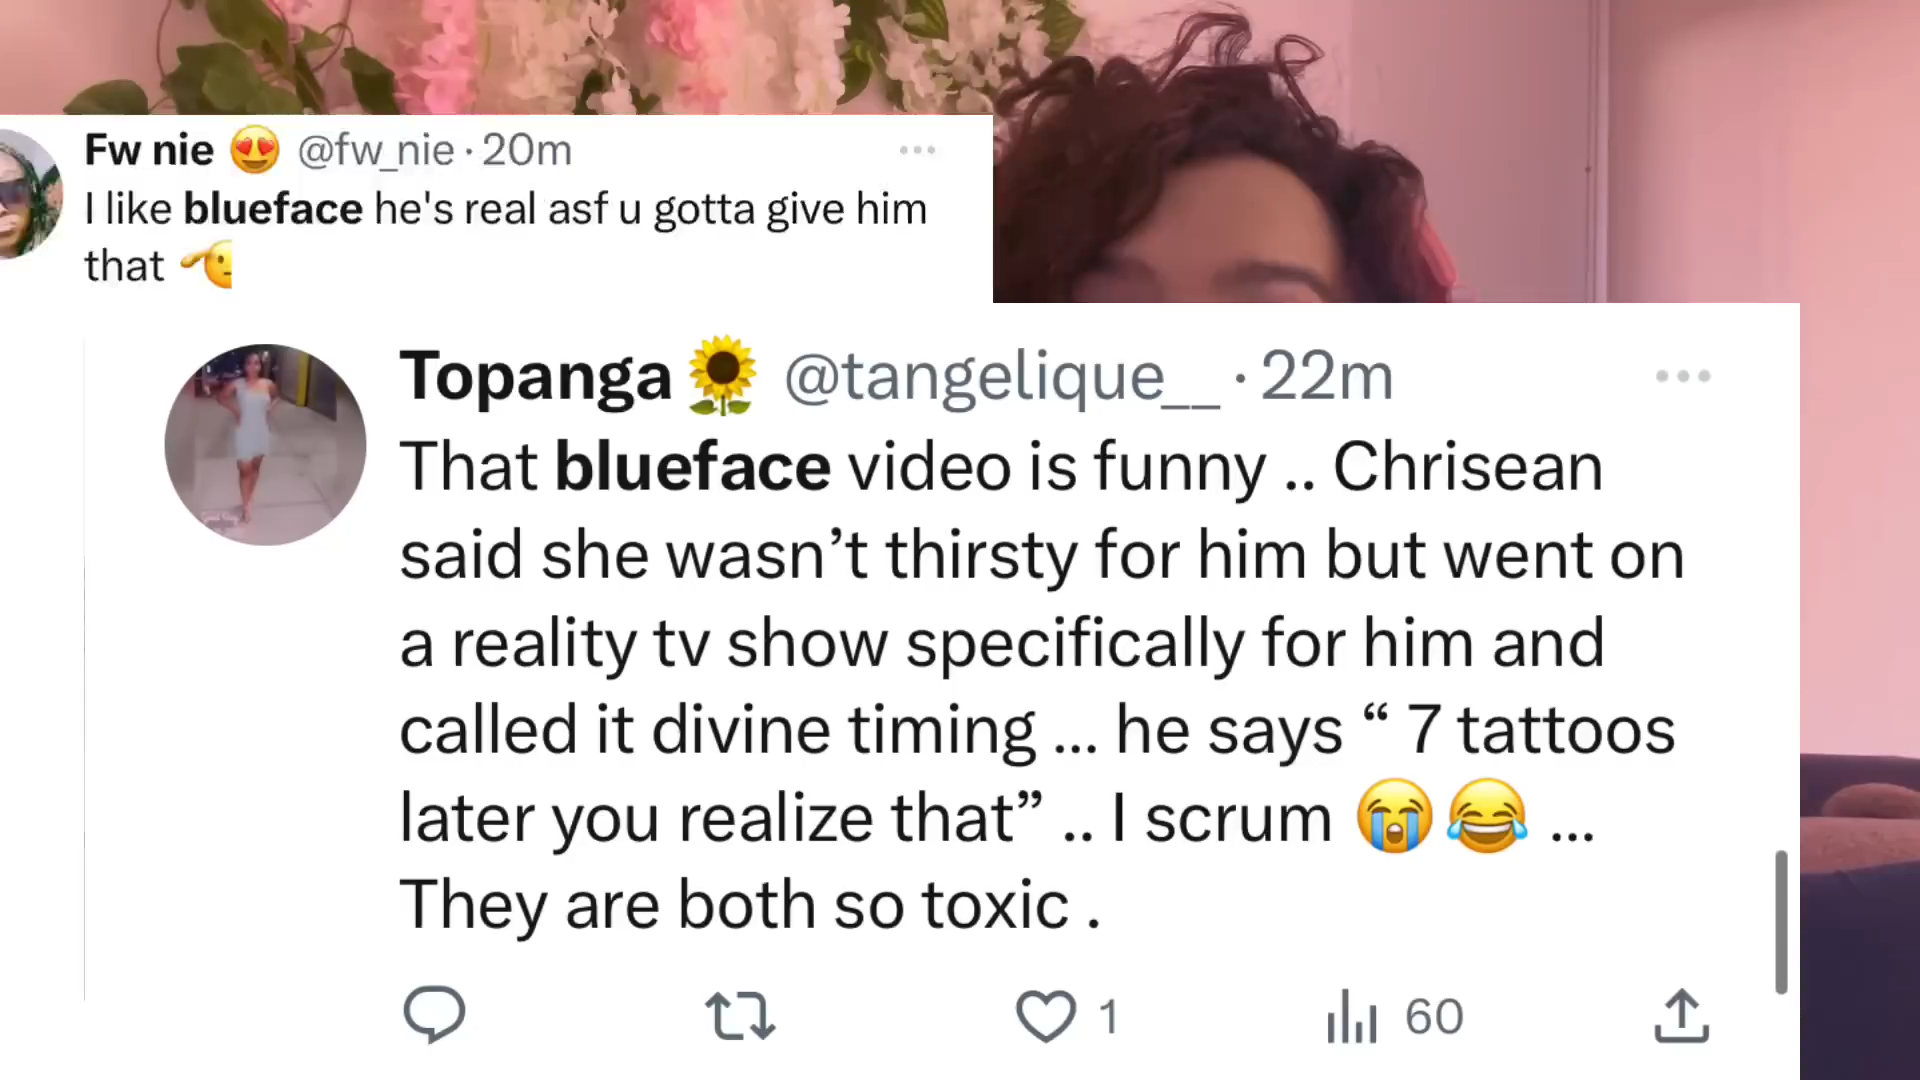 Fw nie 😍 @fw_nie · 20m
I like blueface he's real asf u gotta give him
that
Topanga🌻 @tangelique__ · 22m
That blueface video is funny .. Chrisean
said she wasn’t thirsty for him but went on
a reality tv show specifically for him and
called it divine timing ... he says “ 7 tattoos
later you realize that” .. I scrum 😭😂 ...
They are both so toxic .
1 60